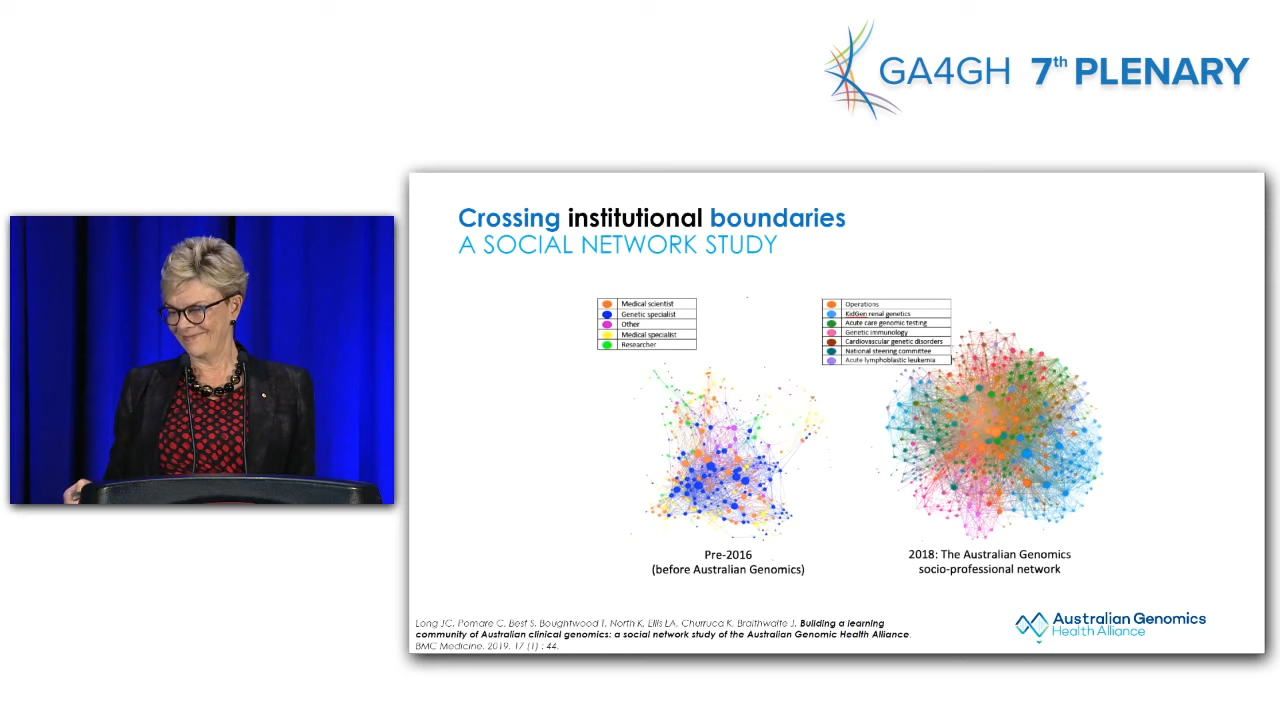 GA4GH 7th PLENARY
Crossing institutional boundaries
A SOCIAL NETWORK STUDY
Medical scientist
Genetic specialist
Other
Medical specialist
Researcher
Operations
KidGen renal genetics
Acute care genomic testing
Genetic immunology
Cardiovascular genetic disorders
National steering committee
Acute lymphoblastic leukemia
Pre-2016
(before Australian Genomics)
2018: The Australian Genomics
socio-professional network
Long JC, Pomare C, Best S, Boughtwood T, North K, Ellis LA, Churruca K, Braithwaite J. Building a learning
community of Australian clinical genomics: a social network study of the Australian Genomic Health Alliance.
BMC Medicine. 2019. 17 (1) : 44.
Australian Genomics
Health Alliance